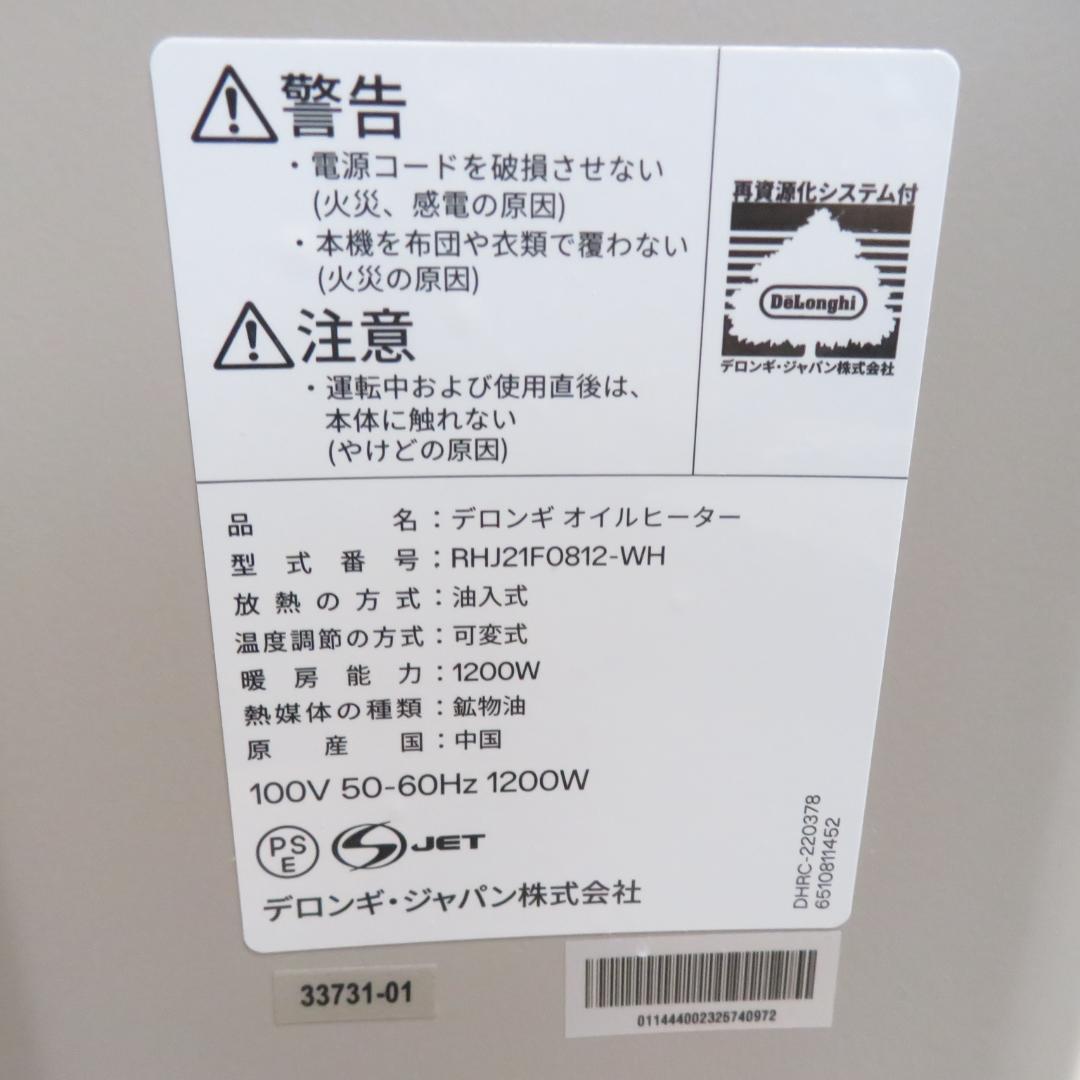 警告
・電源コードを破損させない
(火災、感電の原因)
・本機を布団や衣類で覆わない
(火災の原因)
注意
・運転中および使用直後は、
本体に触れない
(やけどの原因)
再資源化システム付
DeLonghi
デロンギ・ジャパン株式会社
品名：デロンギ オイルヒーター
型式番号：RHJ21F0812-WH
放熱の方式：油入式
温度調節の方式：可変式
暖房能力：1200W
熱媒体の種類：鉱物油
原産国：中国
100V 50-60Hz 1200W
PS
E
JET
デロンギ・ジャパン株式会社
DHRC-220378
6510811452
33731-01
011444002325740972